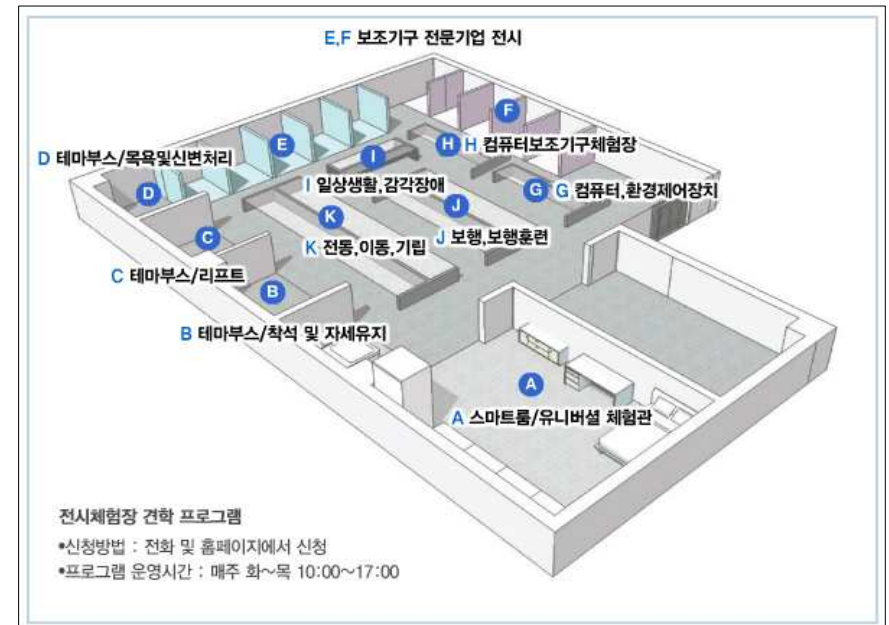 E,F 보조기구 전문기업 전시
F
E
H
H 컴퓨터보조기구체험장
D 테마부스/목욕및신변처리
I
D
I 일상생활,감각장애
G
G 컴퓨터,환경제어장치
J
K
C
J 보행,보행훈련
K 전동,이동,기립
C 테마부스/리프트
B
B 테마부스/착석 및 자세유지
A
A 스마트룸/유니버셜 체험관
전시체험장 견학 프로그램
•신청방법 : 전화 및 홈페이지에서 신청
•프로그램 운영시간 : 매주 화~목 10:00~17:00